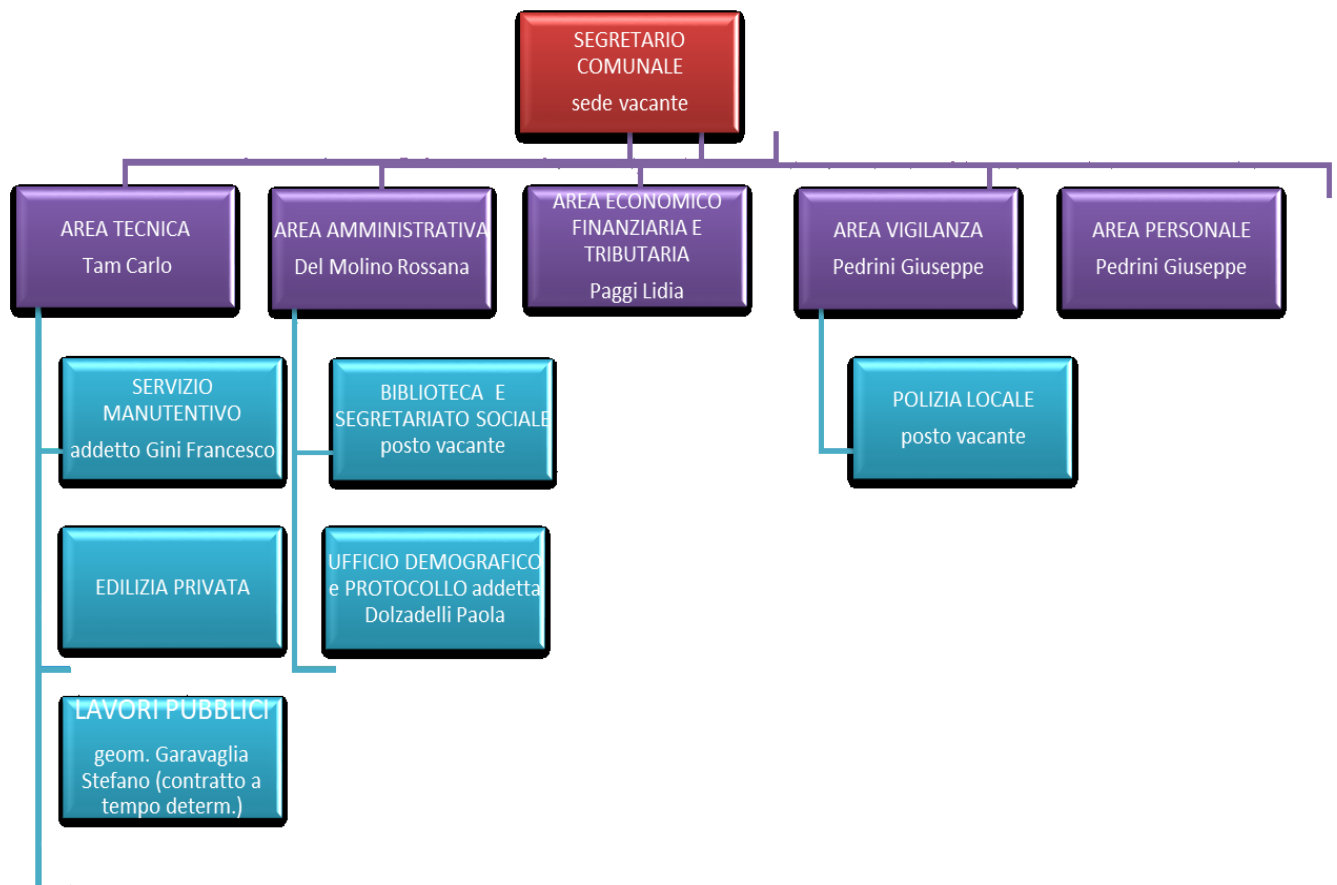 SEGRETARIO
COMUNALE
sede vacante
AREA TECNICA
Tam Carlo
AREA AMMINISTRATIVA
Del Molino Rossana
AREA ECONOMICO
FINANZIARIA E
TRIBUTARIA
Paggi Lidia
AREA VIGILANZA
Pedrini Giuseppe
AREA PERSONALE
Pedrini Giuseppe
SERVIZIO
MANUTENTIVO
addetto Gini Francesco
BIBLIOTECA E
SEGRETARIATO SOCIALE
posto vacante
POLIZIA LOCALE
posto vacante
EDILIZIA PRIVATA
UFFICIO DEMOGRAFICO
e PROTOCOLLO addetta
Dolzadelli Paola
LAVORI PUBBLICI
geom. Garavaglia
Stefano (contratto a
tempo determ.)